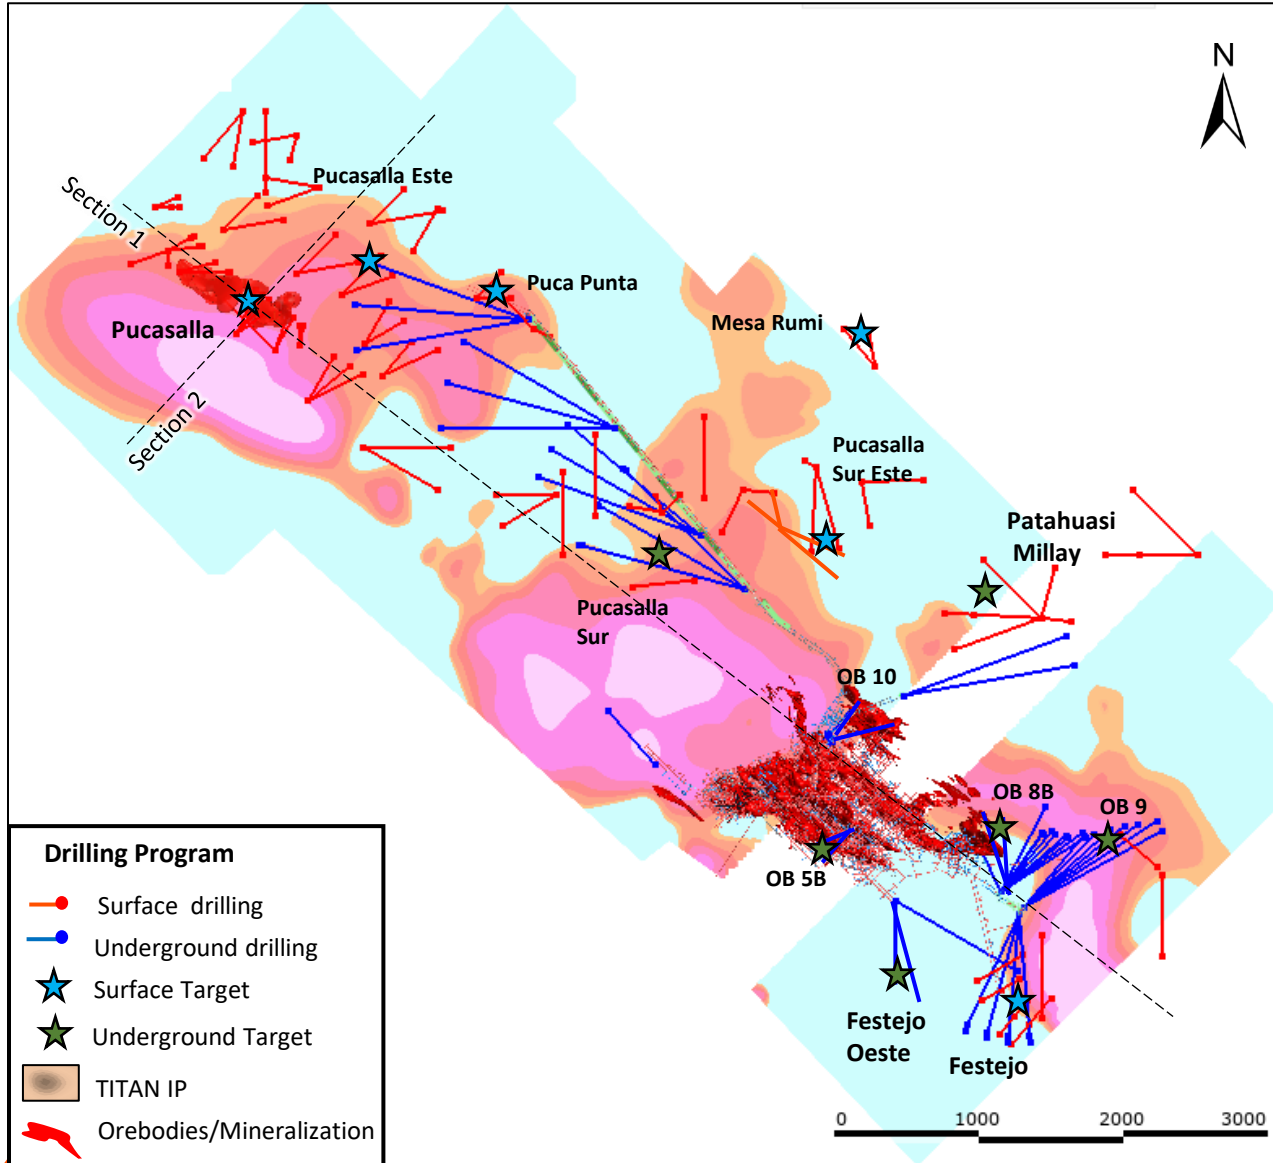 N
Pucasalla Este
Section 1
Puca Punta
Mesa Rumi
Pucasalla
Section 2
Pucasalla
Sur Este
Patahuasi
Millay
Pucasalla
Sur
OB 10
OB 8B
OB 9
OB 5B
Festejo
Oeste
Festejo
Drilling Program
Surface drilling
Underground drilling
Surface Target
Underground Target
TITAN IP
Orebodies/Mineralization
0 1000 2000 3000